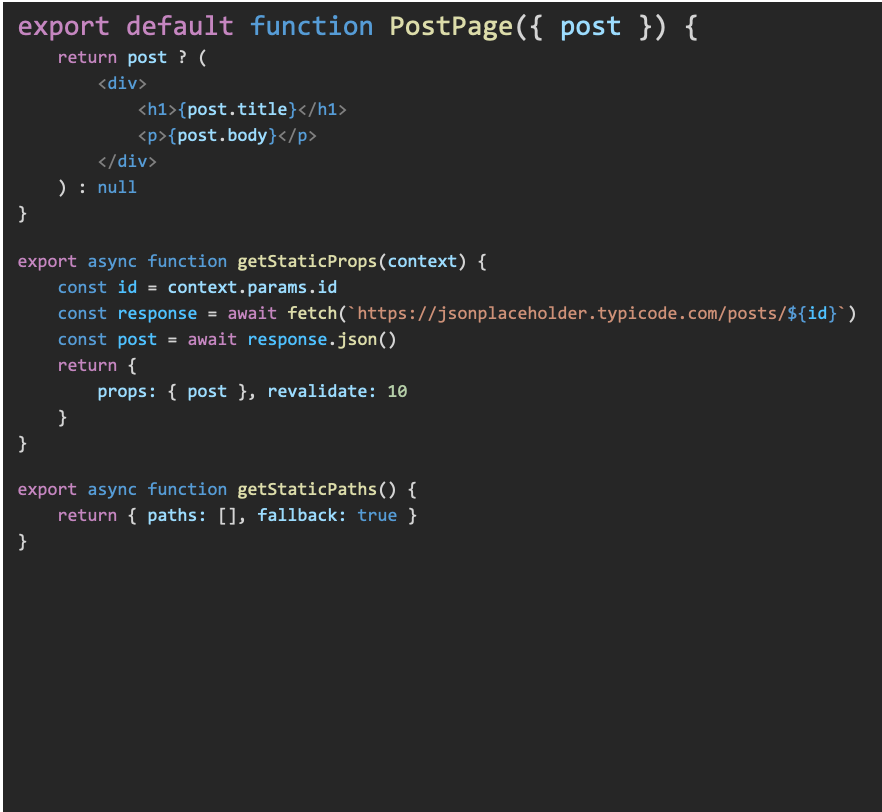 export default function PostPage({ post }) {
    return post ? (
        <div>
            <h1>{post.title}</h1>
            <p>{post.body}</p>
        </div>
    ) : null
}

export async function getStaticProps(context) {
    const id = context.params.id
    const response = await fetch(`https://jsonplaceholder.typicode.com/posts/${id}`)
    const post = await response.json()
    return {
        props: { post }, revalidate: 10
    }
}

export async function getStaticPaths() {
    return { paths: [], fallback: true }
}